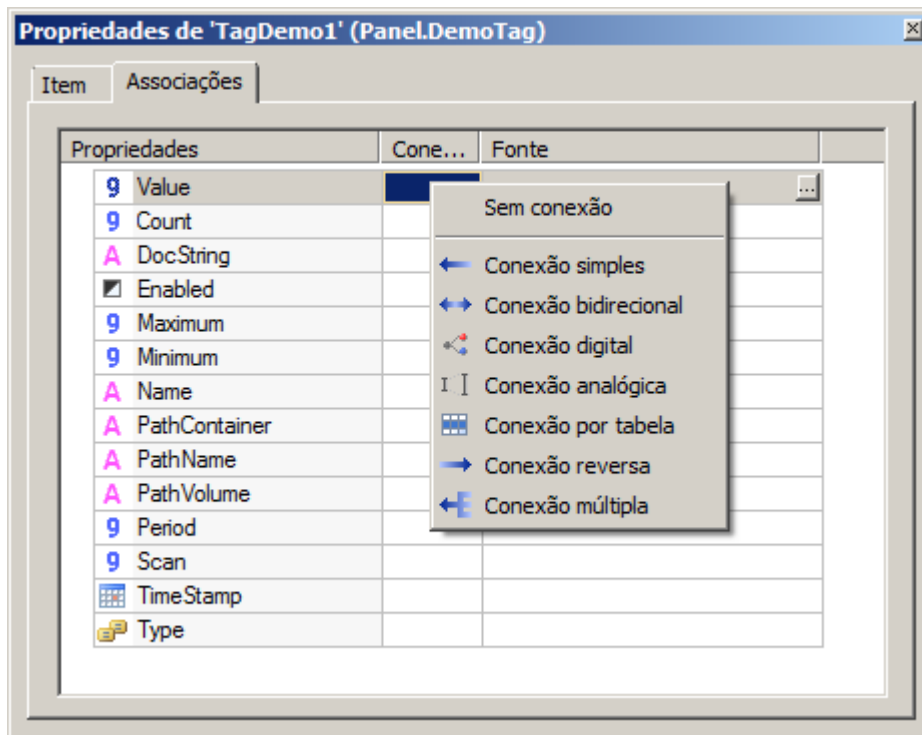 Propriedades de 'TagDemo1' (Panel.DemoTag)
Item Associações
Propriedades Cone... Fonte
Value ...
Count
DocString
Enabled
Maximum
Minimum
Name
PathContainer
PathName
PathVolume
Period
Scan
TimeStamp
Type
Sem conexão
Conexão simples
Conexão bidirecional
Conexão digital
Conexão analógica
Conexão por tabela
Conexão reversa
Conexão múltipla